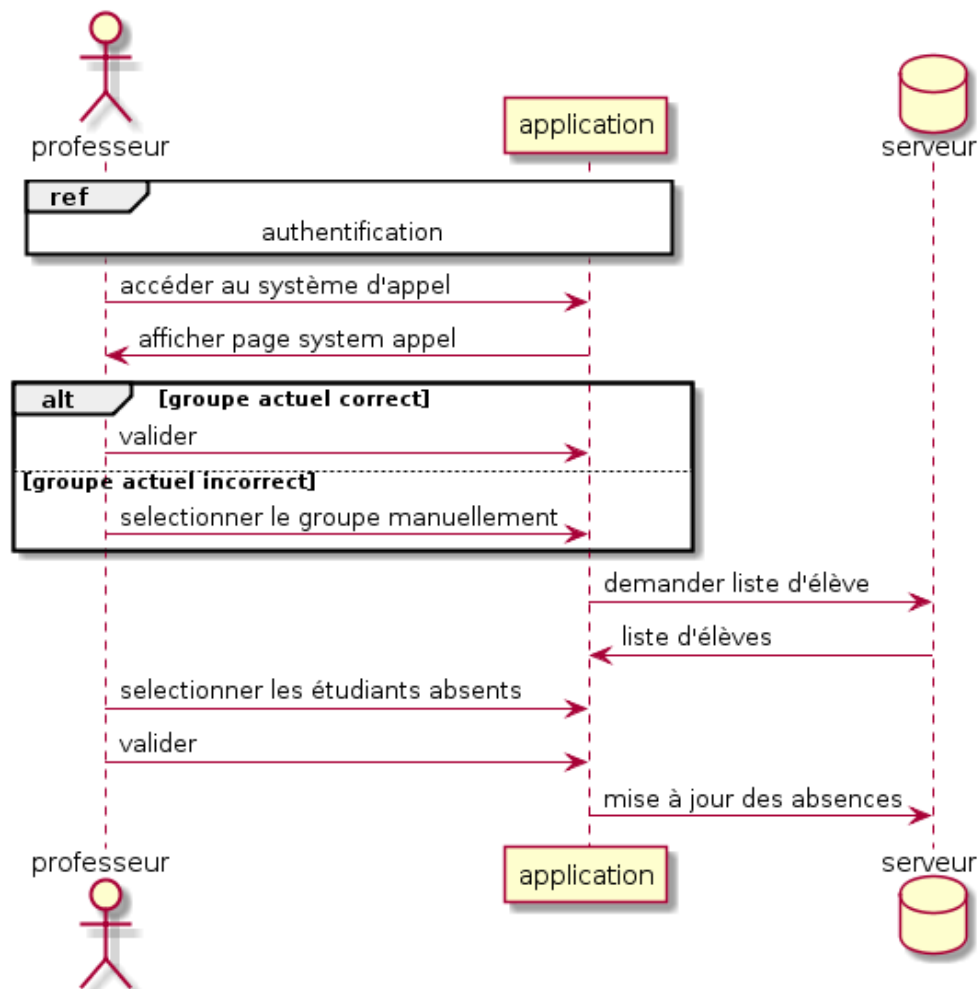 professeur
application
serveur
ref
authentification
accéder au système d'appel
afficher page system appel
alt [groupe actuel correct]
valider
[groupe actuel incorrect]
selectionner le groupe manuellement
demander liste d'élève
liste d'élèves
selectionner les étudiants absents
valider
mise à jour des absences
professeur
application
serveur